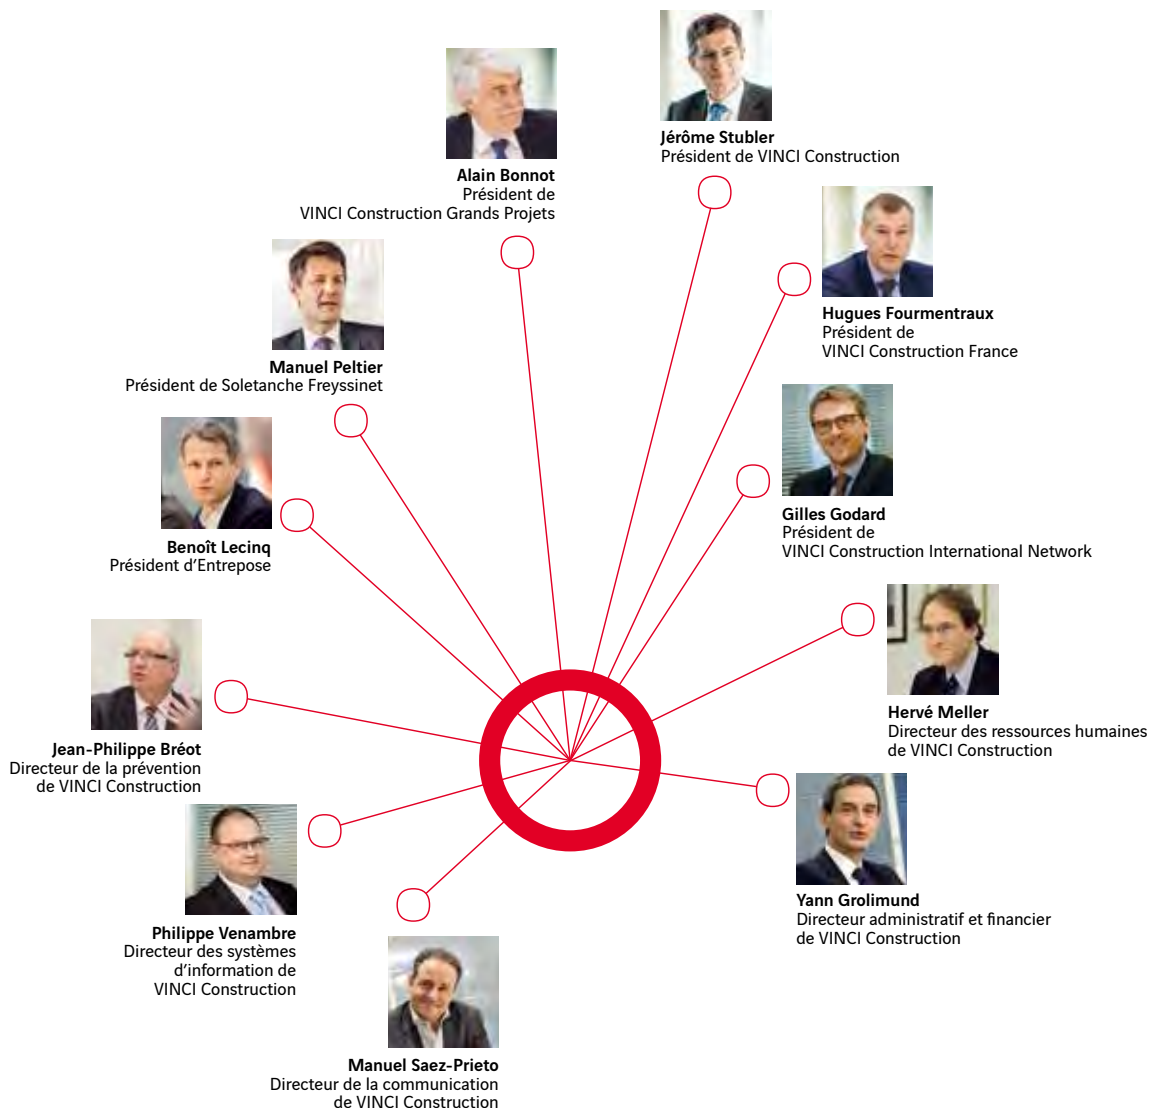 Jérôme Stubler
Président de VINCI Construction
Alain Bonnot
Président de
VINCI Construction Grands Projets
Hugues Fourmentraux
Président de
VINCI Construction France
Manuel Peltier
Président de Soletanche Freyssinet
Gilles Godard
Président de
VINCI Construction International Network
Benoît Lecinq
Président d’Entrepose
Hervé Meller
Directeur des ressources humaines
de VINCI Construction
Jean-Philippe Bréot
Directeur de la prévention
de VINCI Construction
Yann Grolimund
Directeur administratif et financier
de VINCI Construction
Philippe Venambre
Directeur des systèmes
d’information de
VINCI Construction
Manuel Saez-Prieto
Directeur de la communication
de VINCI Construction